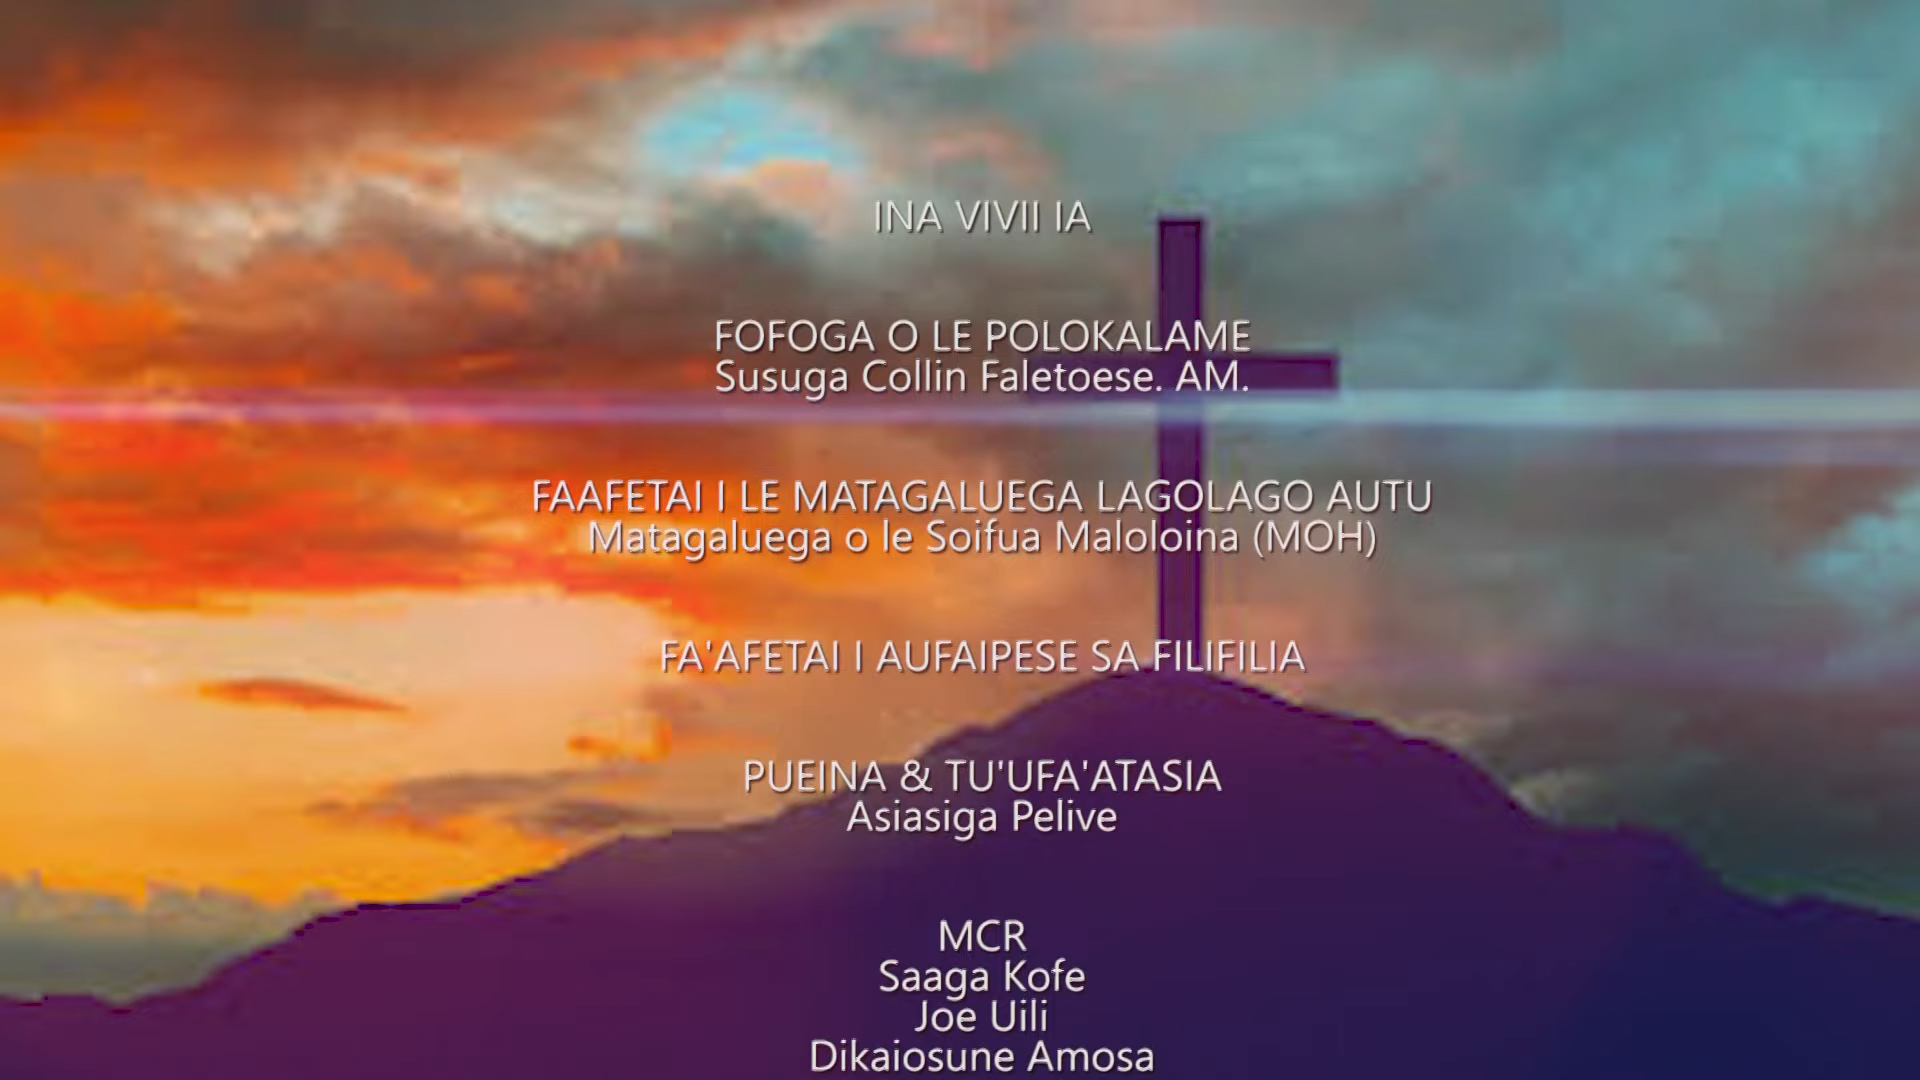 INA VIVII IA
FOFOGA O LE POLOKALAME
Susuga Collin Faletoese. AM.
FAAFETAI I LE MATAGALUEGA LAGOLAGO AUTU
Matagaluega o le Soifua Maloloina (MOH)
FA'AFETAI I AUFAIPESE SA FILIFILIA
PUEINA & TU'UFA'ATASIA
Asiasiga Pelive
MCR
Saaga Kofe
Joe Uili
Dikaiosune Amosa